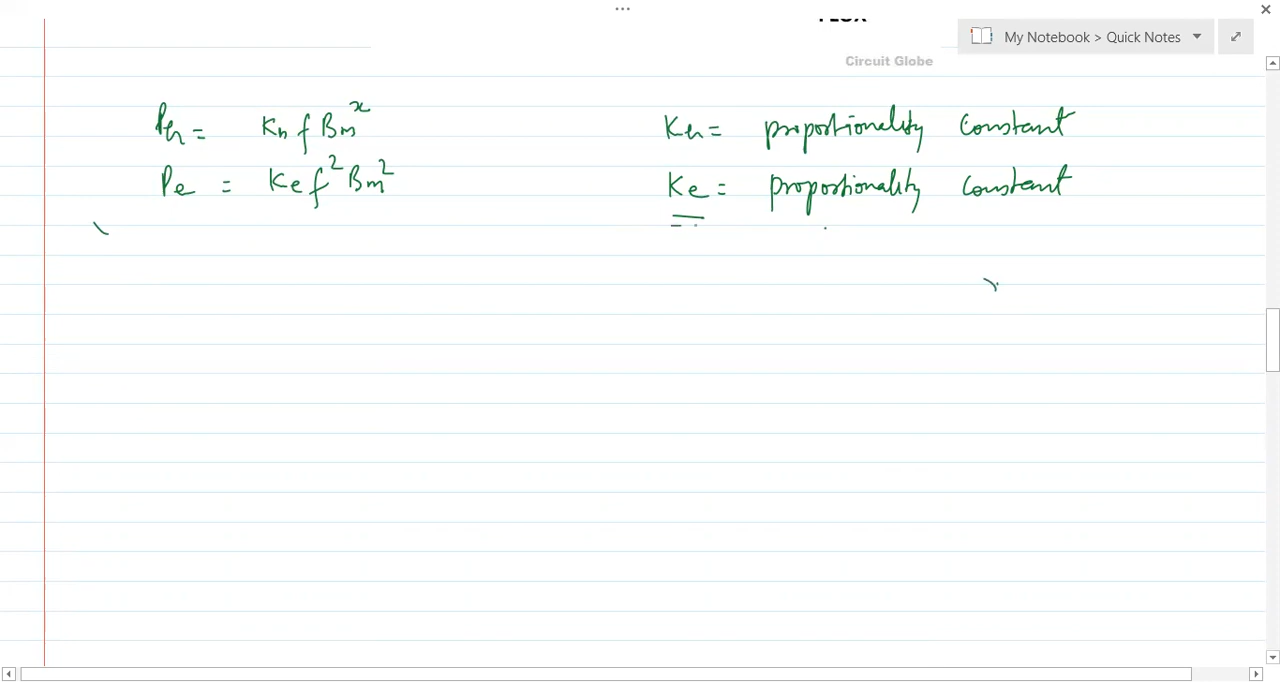 My Notebook > Quick Notes
Circuit Globe
Ph = Kh f Bm^x
Kh = proportionality constant
Pe = Ke f^2 Bm^2
Ke = proportionality constant